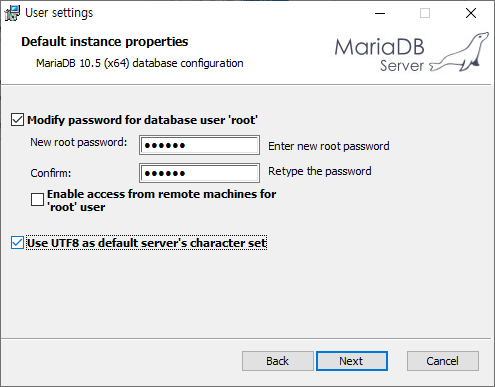 User settings
Default instance properties
MariaDB 10.5 (x64) database configuration
MariaDB
Server
Modify password for database user 'root'
New root password: ●●●●●● Enter new root password
Confirm: ●●●●●● Retype the password
Enable access from remote machines for
'root' user
Use UTF8 as default server's character set
Back Next Cancel